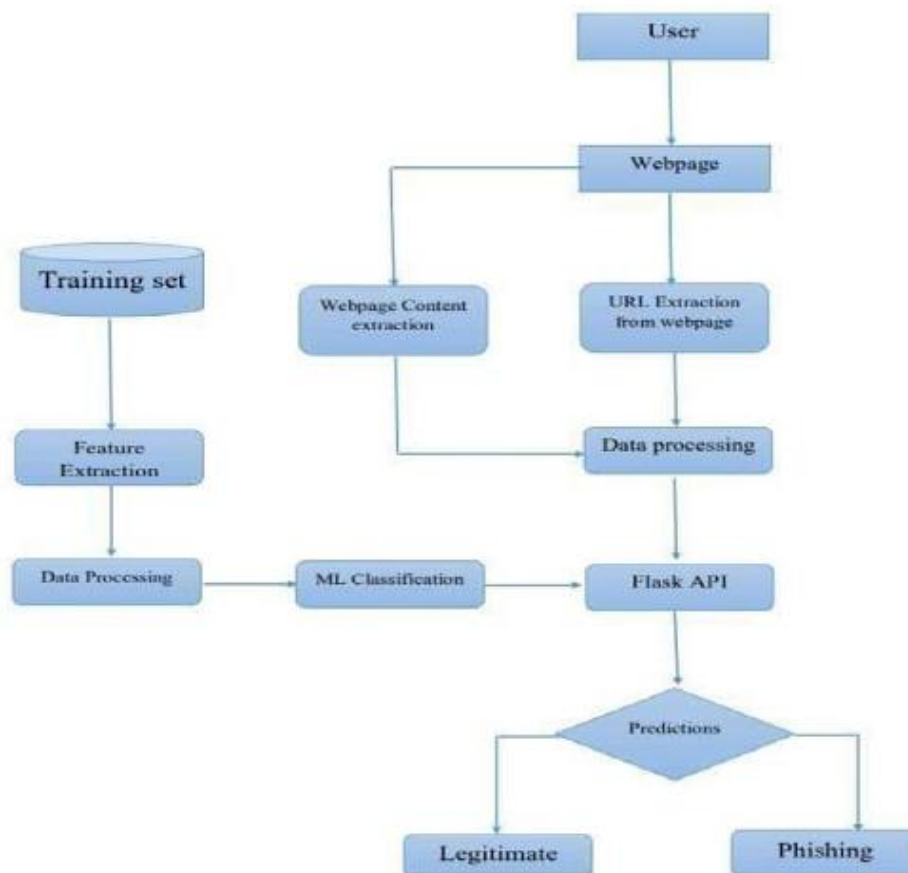 User
Webpage
Training set
Webpage Content
extraction
URL Extraction
from webpage
Feature
Extraction
Data processing
Data Processing
ML Classification
Flask API
Predictions
Legitimate
Phishing